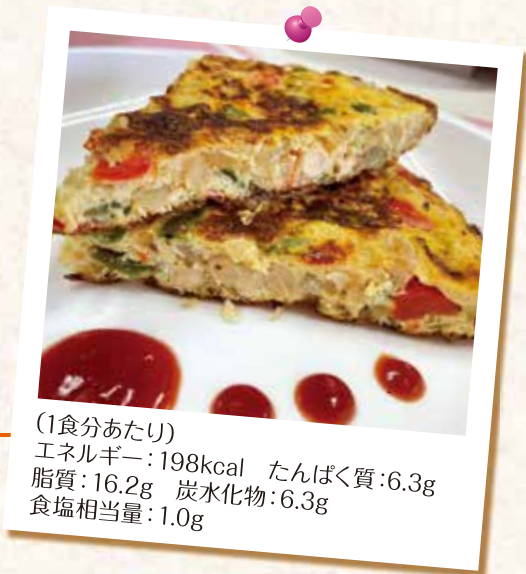 (1食分あたり)
エネルギー：198kcal　たんぱく質：6.3g
脂質：16.2g　炭水化物：6.3g
食塩相当量：1.0g